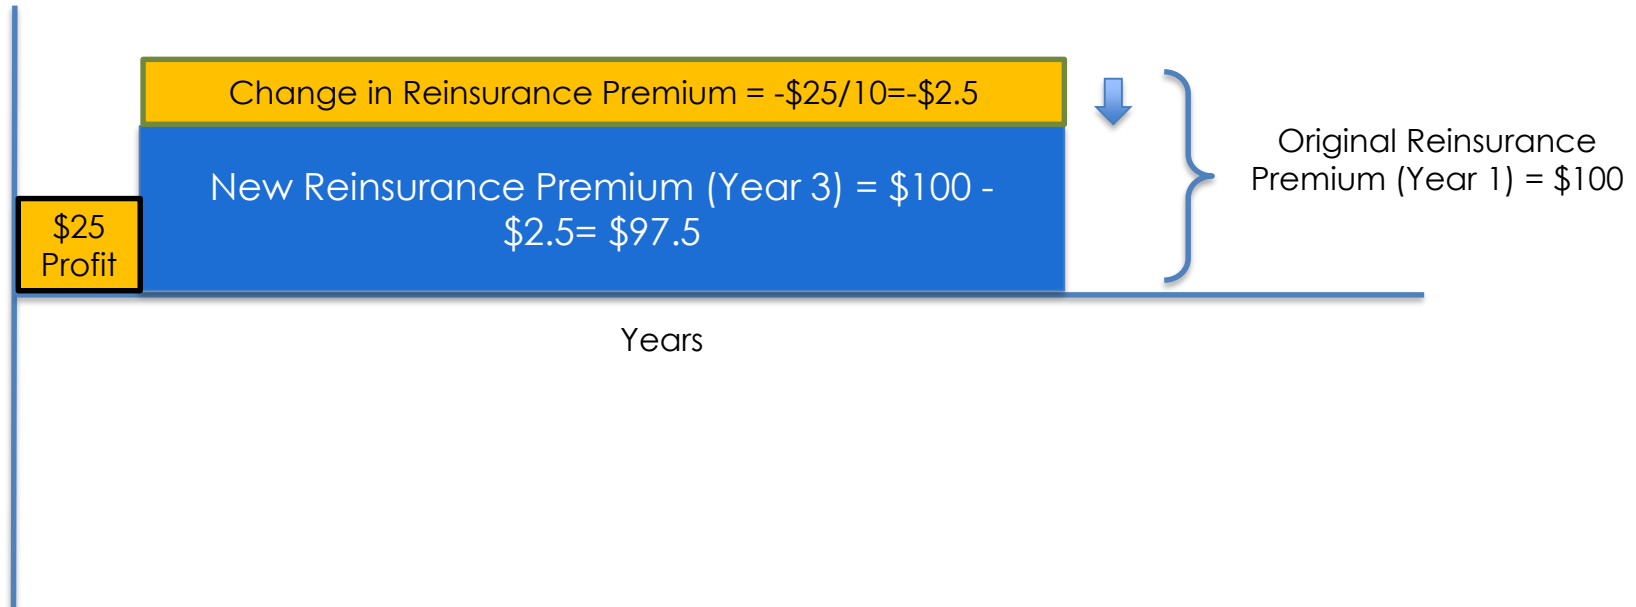 Change in Reinsurance Premium = -$25/10=-$2.5
Original Reinsurance
Premium (Year 1) = $100
New Reinsurance Premium (Year 3) = $100 -
$2.5= $97.5
$25
Profit
Years